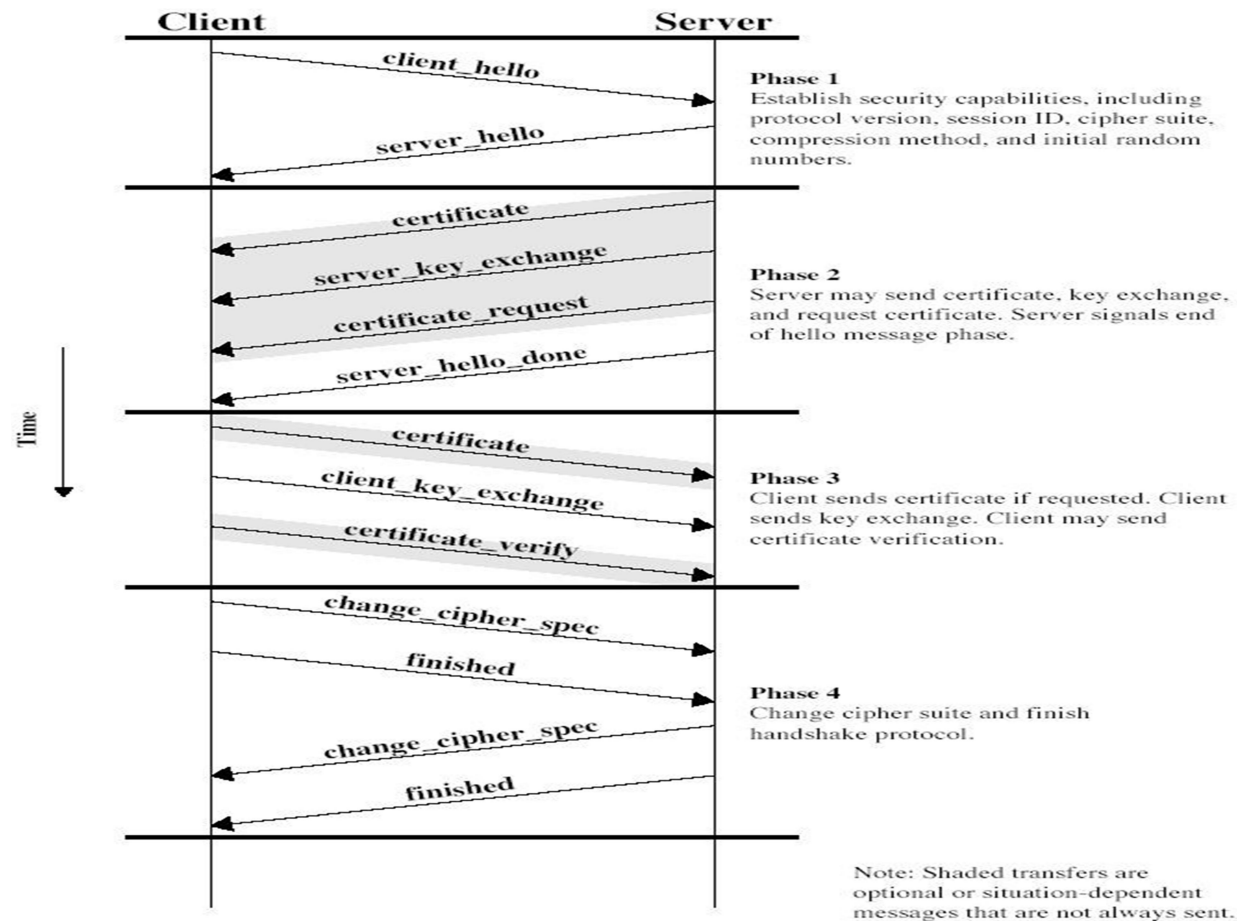 Client
Server
client_hello
server_hello
Phase 1
Establish security capabilities, including
protocol version, session ID, cipher suite,
compression method, and initial random
numbers.
certificate
server_key_exchange
certificate_request
server_hello_done
Phase 2
Server may send certificate, key exchange,
and request certificate. Server signals end
of hello message phase.
Time
certificate
client_key_exchange
certificate_verify
Phase 3
Client sends certificate if requested. Client
sends key exchange. Client may send
certificate verification.
change_cipher_spec
finished
change_cipher_spec
finished
Phase 4
Change cipher suite and finish
handshake protocol.
Note: Shaded transfers are
optional or situation-dependent
messages that are not always sent.